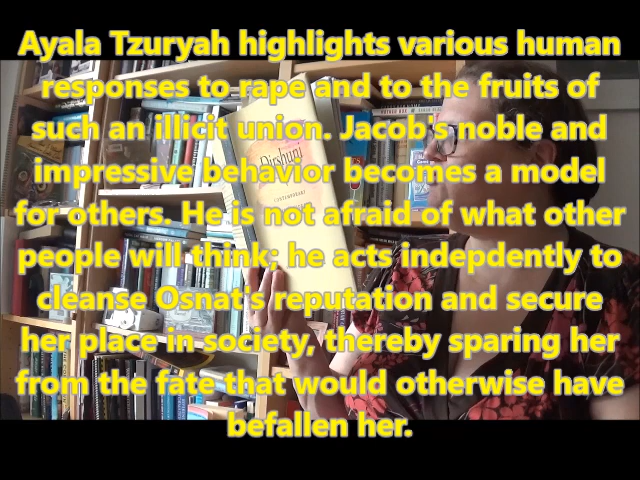 Ayala Tzuryah highlights various human
responses to rape and to the fruits of
such an illicit union. Jacob's noble and
impressive behavior becomes a model
for others. He is not afraid of what other
people will think; he acts indepdently to
cleanse Osnat's reputation and secure
her place in society, thereby sparing her
from the fate that would otherwise have
befallen her.
Dirshuni
CONTEMPORARY